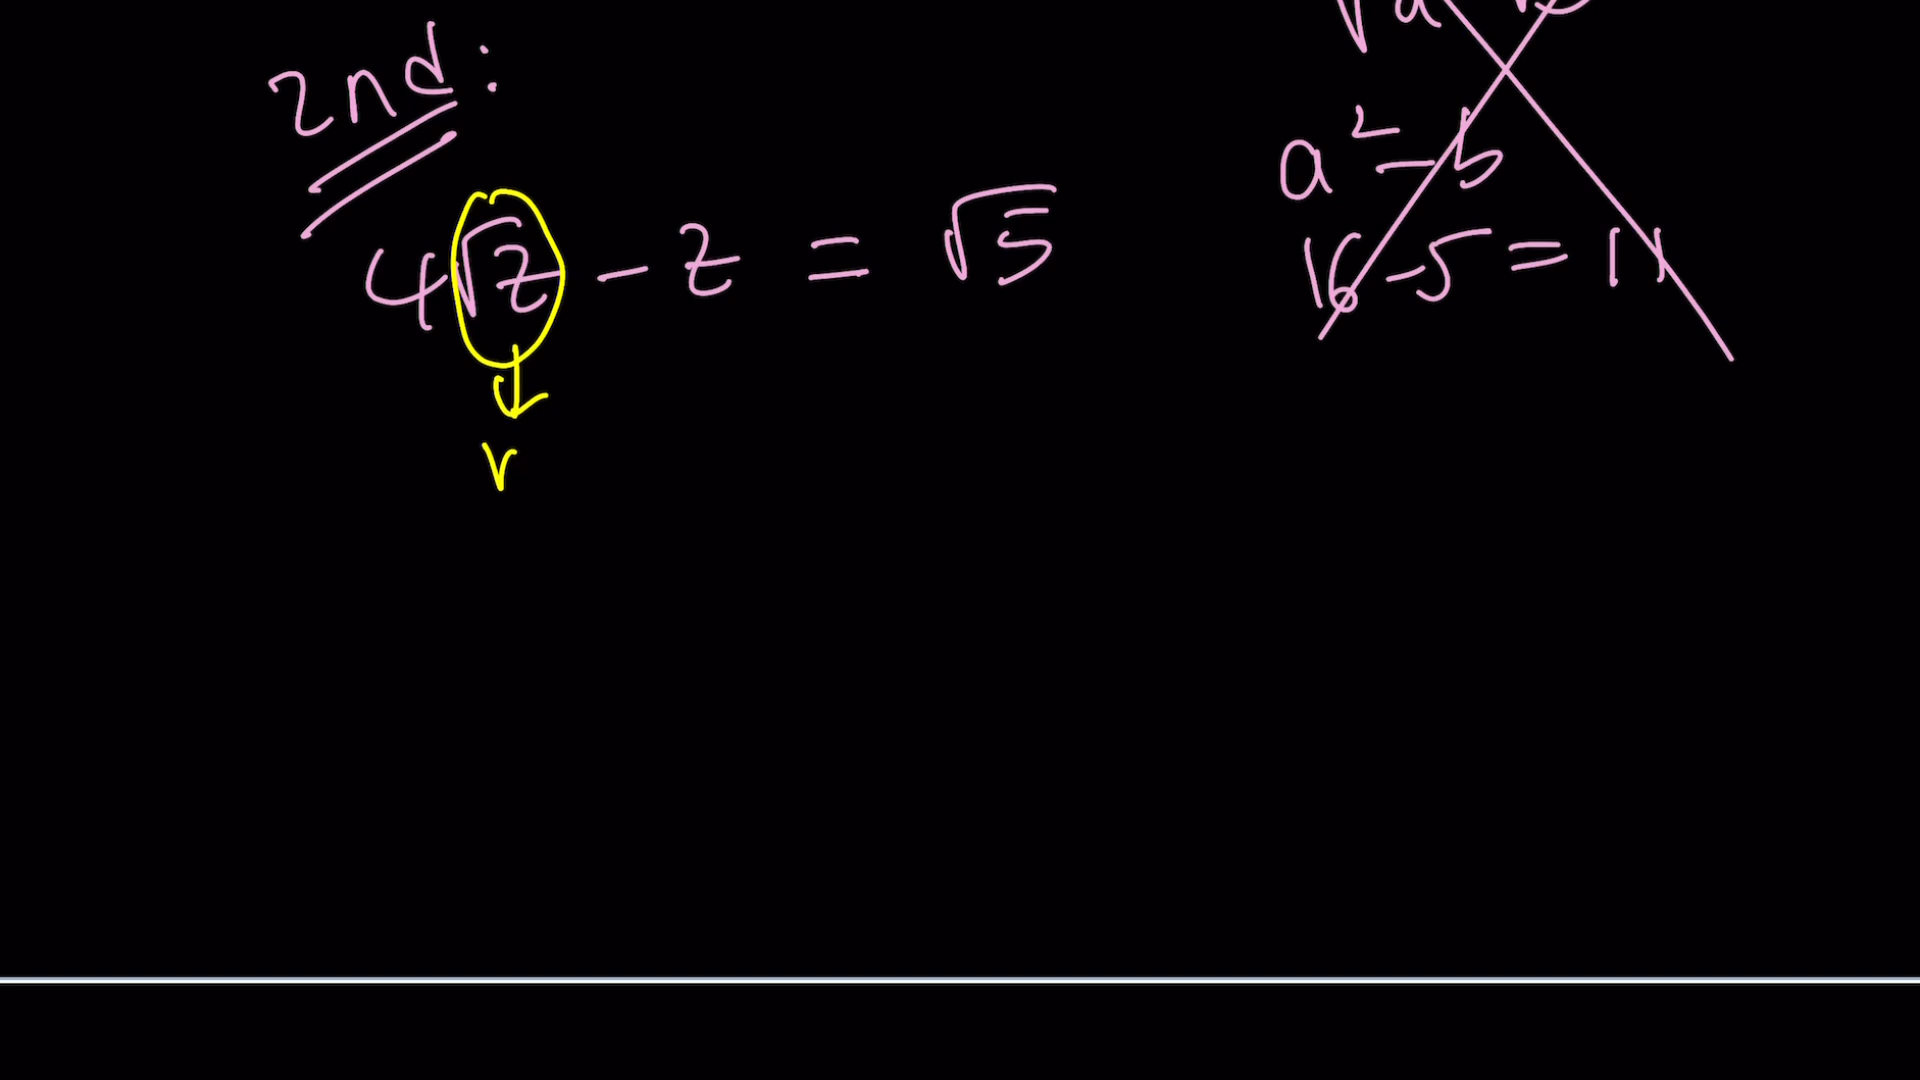 2nd:
4√z - z = √5
r
a² - b
16 - 5 = 11